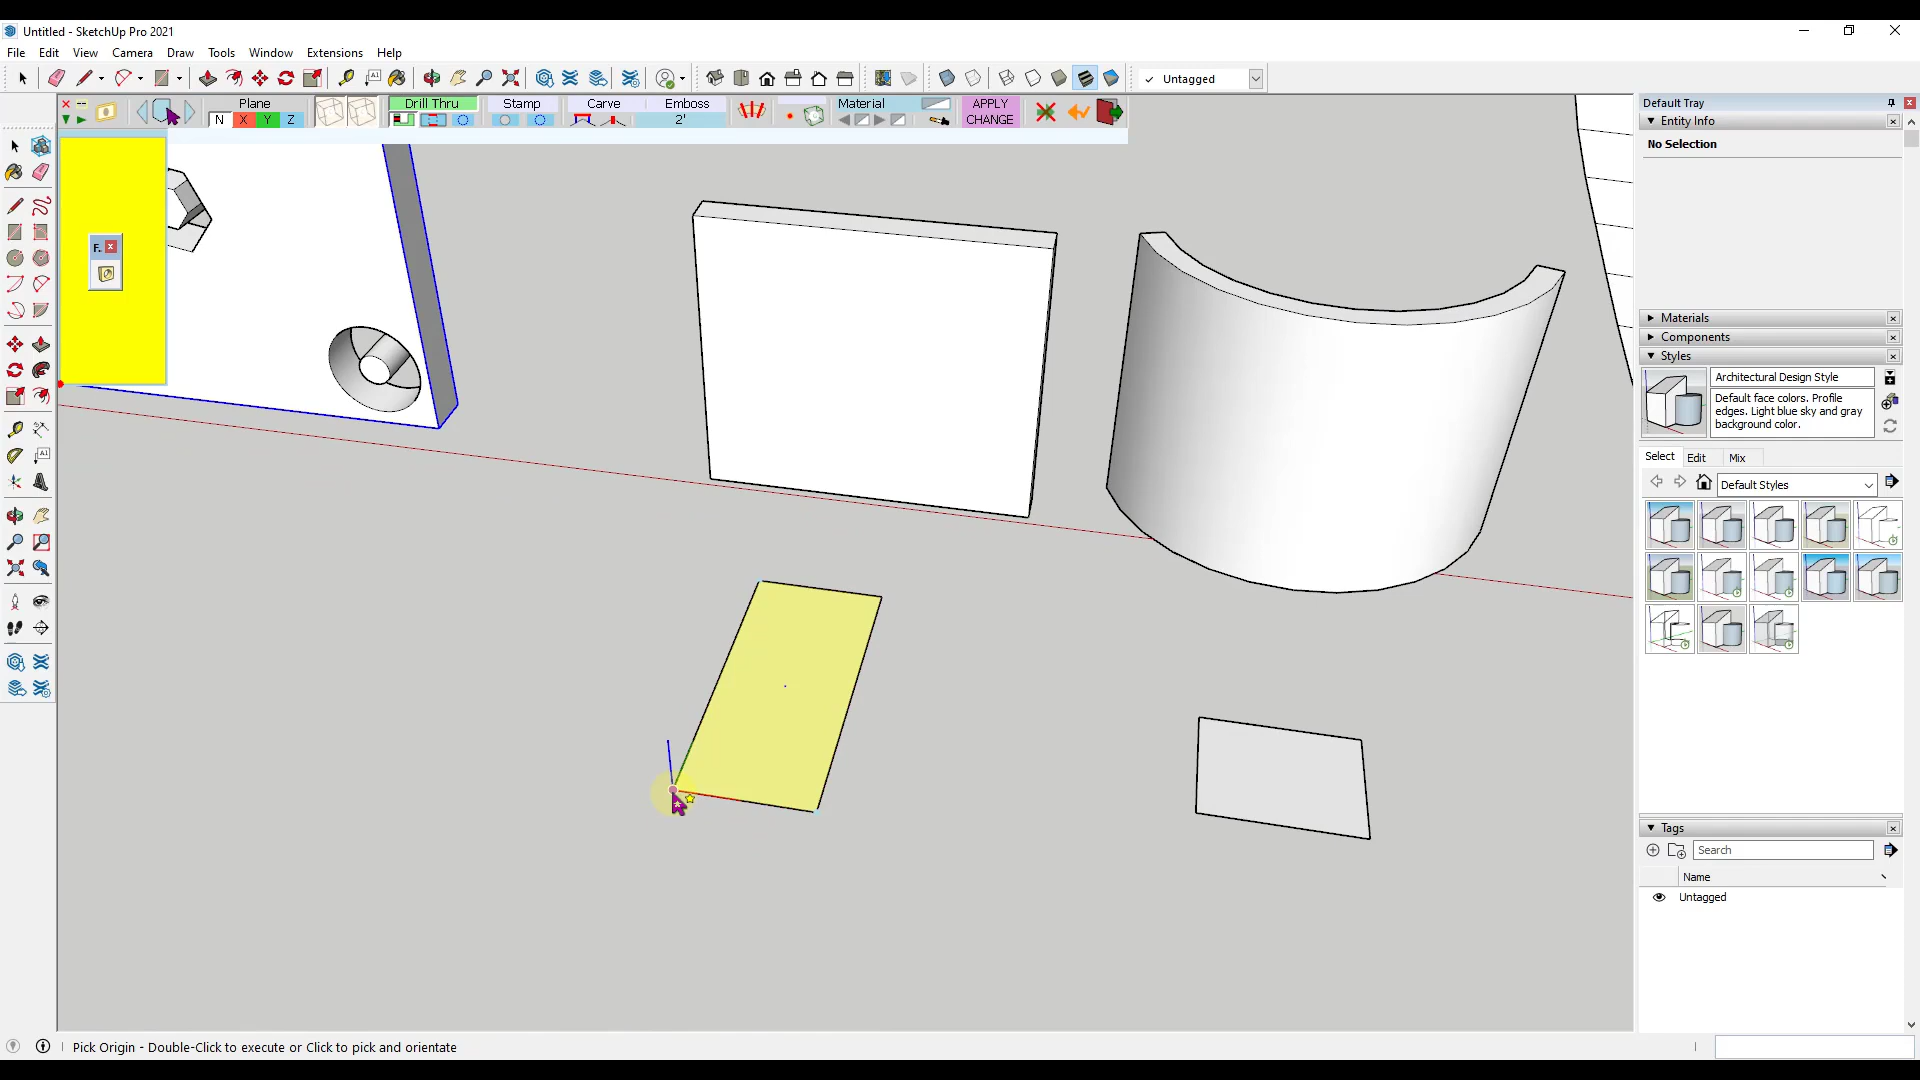 Untitled - SketchUp Pro 2021
File Edit View Camera Draw Tools Window Extensions Help
Untagged
Plane
N X Y Z
Drill Thru
Stamp
Carve
Emboss
2'
Material
APPLY
CHANGE
F.
Default Tray
Entity Info
No Selection
Materials
Components
Styles
Architectural Design Style
Default face colors. Profile
edges. Light blue sky and gray
background color.
Select Edit Mix
Default Styles
Tags
Search
Name
Untagged
Pick Origin - Double-Click to execute or Click to pick and orientate